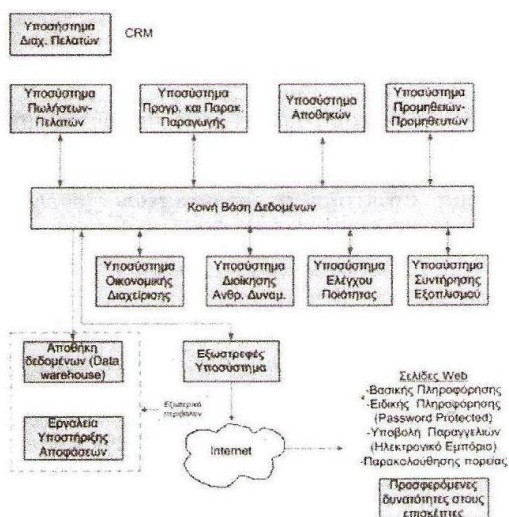 Υποσύστημα
Διαχ. Πελατών
CRM
Υποσύστημα
Πωλήσεων-
Πελατών
Υποσύστημα
Προγρ. και Παρακ.
Παραγωγής
Υποσύστημα
Αποθηκών
Υποσύστημα
Προμηθειών-
Προμηθευτών
Κοινή Βάση Δεδομένων
Υποσύστημα
Οικονομικής
Διαχείρισης
Υποσύστημα
Διοίκησης
Ανθρ. Δυναμ.
Υποσύστημα
Ελέγχου
Ποιότητας
Υποσύστημα
Συντήρησης
Εξοπλισμού
Αποθήκη
δεδομένων (Data
warehouse)
Εργαλεία
Υποστήριξης
Αποφάσεων
Εξωστρεφές
Υποσύστημα
Εξωτερικό
περιβάλλον
Internet
Σελίδες Web
-Βασικής Πληροφόρησης
-Ειδικής Πληροφόρησης
(Password Protected)
-Υποβολή Παραγγελιών
(Ηλεκτρονικό Εμπόριο)
-Παρακολούθησης πορείας
Προσφερόμενες
δυνατότητες στους
επισκέπτες